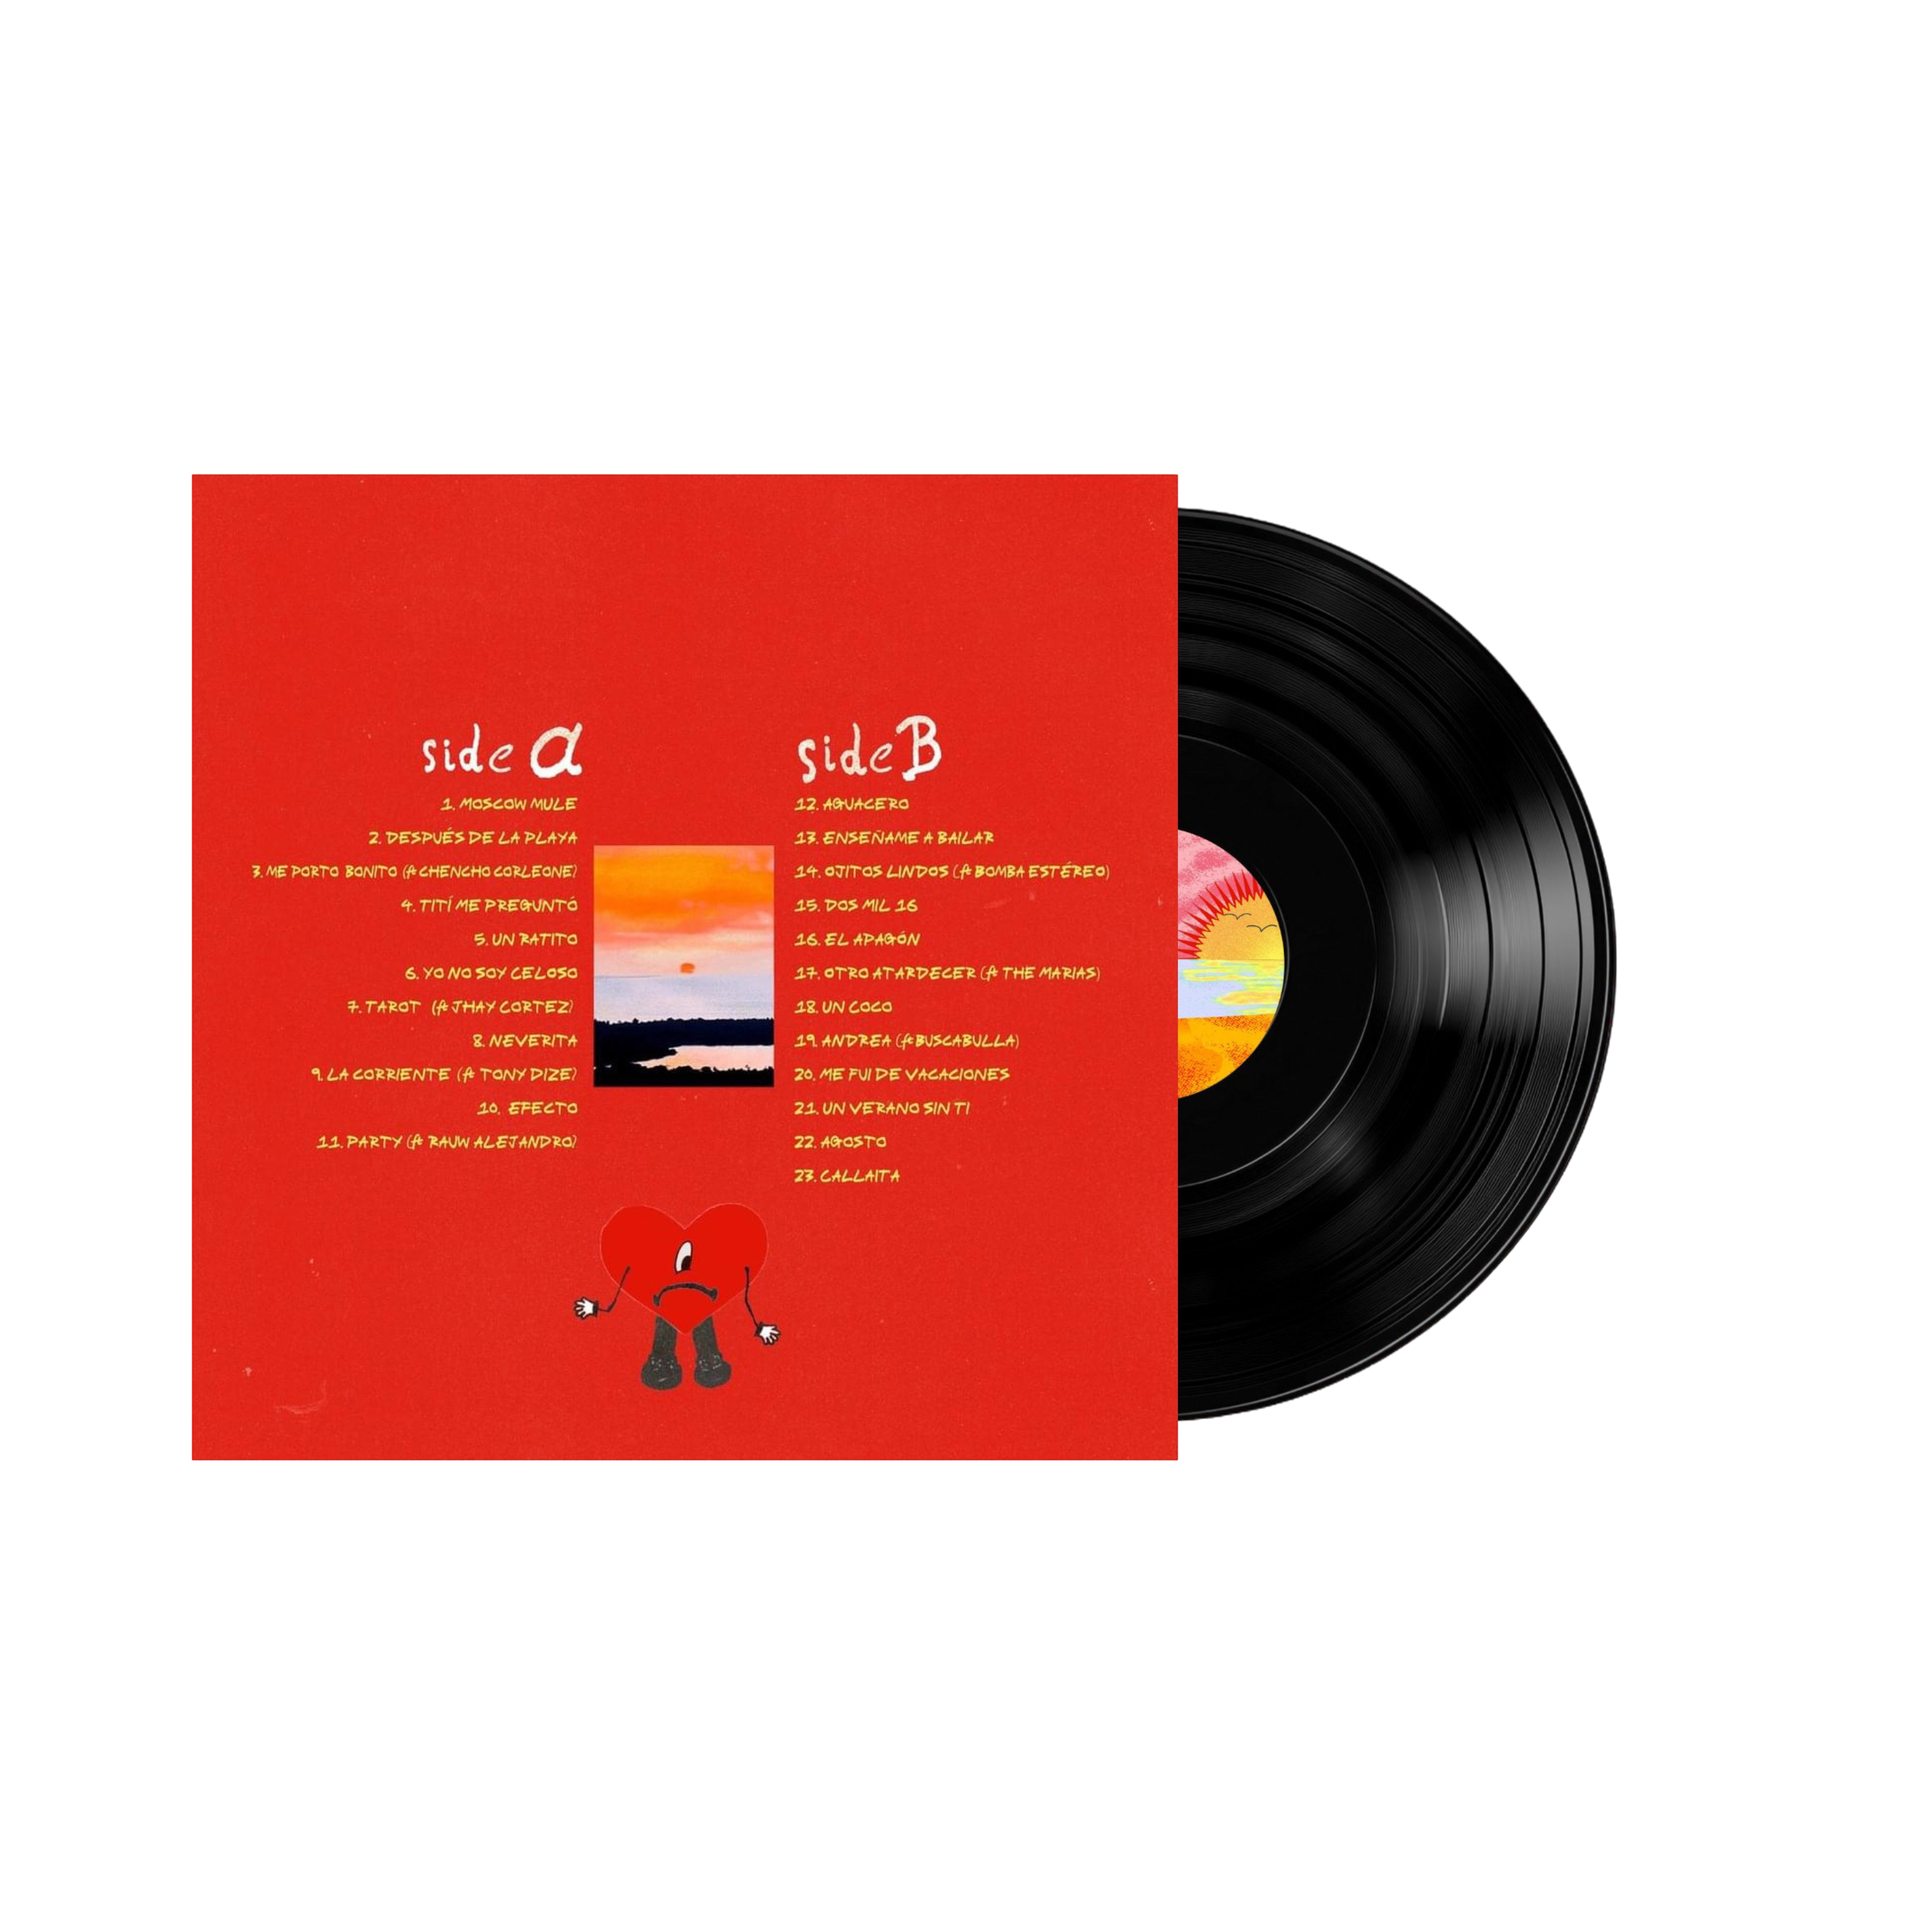 side a
1. MOSCOW MULE
2. DESPUÉS DE LA PLAYA
3. ME PORTO BONITO (ft CHENCHO CORLEONE)
4. TITÍ ME PREGUNTÓ
5. UN RATITO
6. YO NO SOY CELOSO
7. TAROT (ft JHAY CORTEZ)
8. NEVERITA
9. LA CORRIENTE (ft TONY DIZE)
10. EFECTO
11. PARTY (ft RAUW ALEJANDRO)
side B
12. AGUACERO
13. ENSEÑAME A BAILAR
14. OJITOS LINDOS (ft BOMBA ESTÉREO)
15. DOS MIL 16
16. EL APAGÓN
17. OTRO ATARDECER (ft THE MARIAS)
18. UN COCO
19. ANDREA (ft BUSCABULLA)
20. ME FUI DE VACACIONES
21. UN VERANO SIN TI
22. AGOSTO
23. CALLAITA